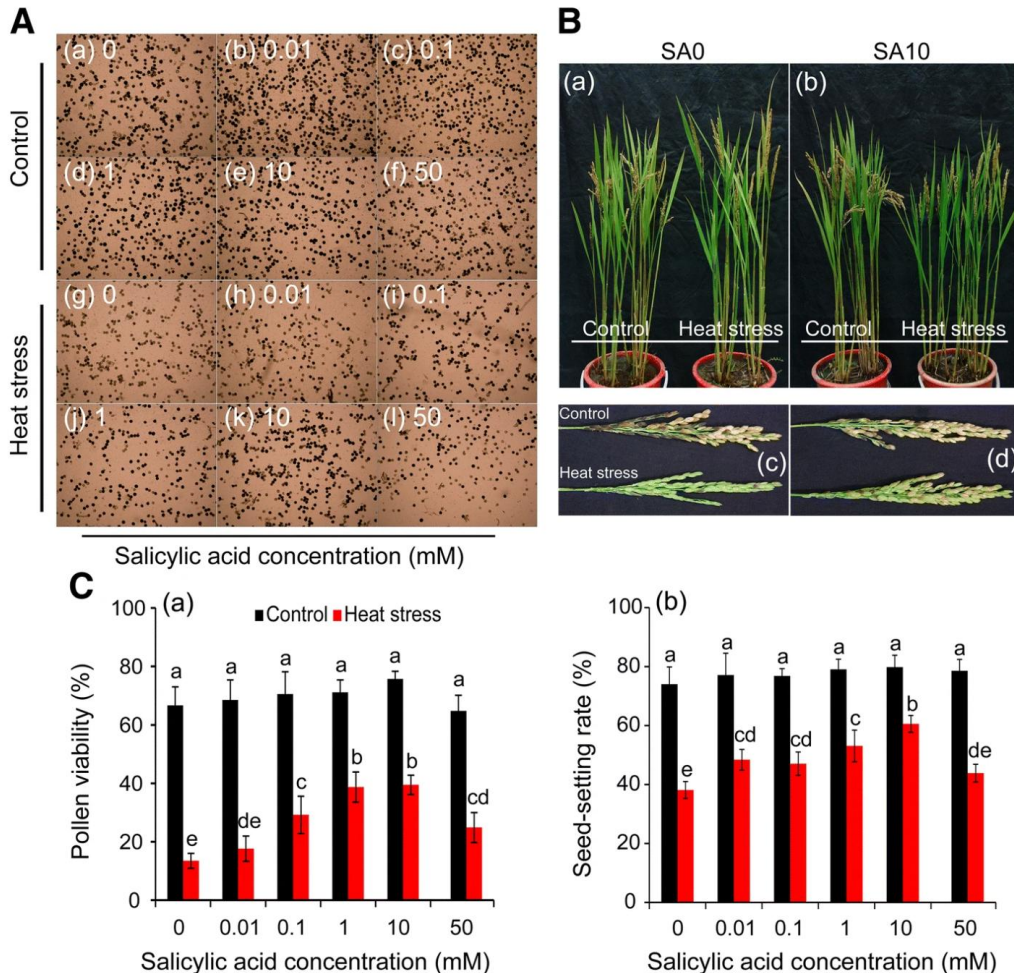 A
(a) 0
(b) 0.01
(c) 0.1
Control
(d) 1
(e) 10
(f) 50
(g) 0
(h) 0.01
(i) 0.1
Heat stress
(j) 1
(k) 10
(l) 50
Salicylic acid concentration (mM)
B
SA0
SA10
(a)
(b)
Control
Heat stress
Control
Heat stress
Control
(c)
(d)
Heat stress
C
(a)
Control
Heat stress
Pollen viability (%)
100
80
60
40
20
0
a
a
a
a
a
a
e
de
c
b
b
cd
0
0.01
0.1
1
10
50
Salicylic acid concentration (mM)
(b)
Seed-setting rate (%)
100
80
60
40
20
0
a
a
a
a
a
a
e
cd
cd
c
b
de
0
0.01
0.1
1
10
50
Salicylic acid concentration (mM)